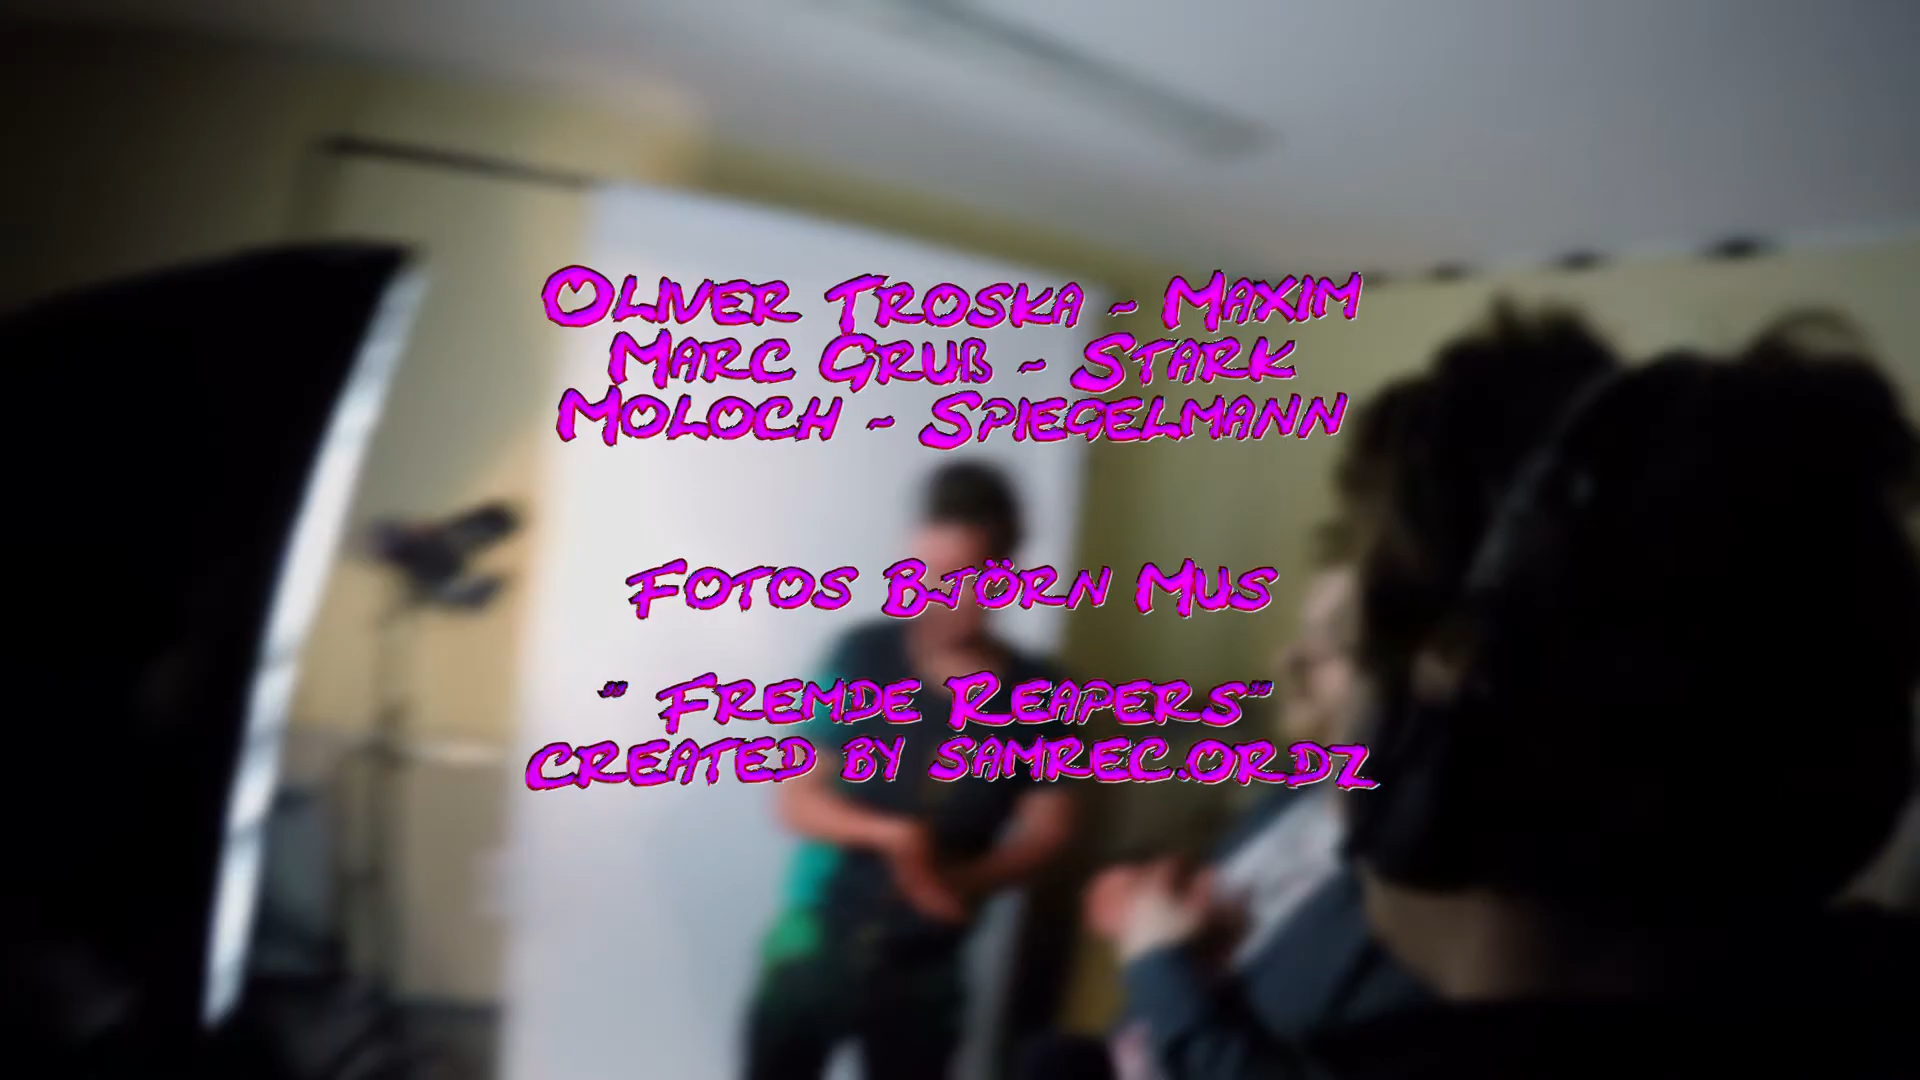 Oliver Troska ~ Maxim
Marc Gruß ~ Stark
Moloch ~ Spiegelmann
Fotos Björn Mus
" Fremde Reapers"
created by samrec.ordz